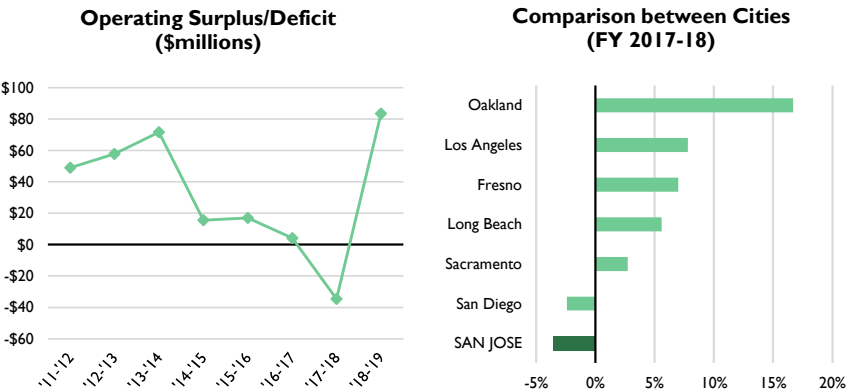 Operating Surplus/Deficit
($millions)
$100
$80
$60
$40
$20
$0
-$20
-$40
-$60
'11-'12
'12-'13
'13-'14
'14-'15
'15-'16
'16-'17
'17-'18
'18-'19
Comparison between Cities
(FY 2017-18)
Oakland
Los Angeles
Fresno
Long Beach
Sacramento
San Diego
SAN JOSE
-5%
0%
5%
10%
15%
20%